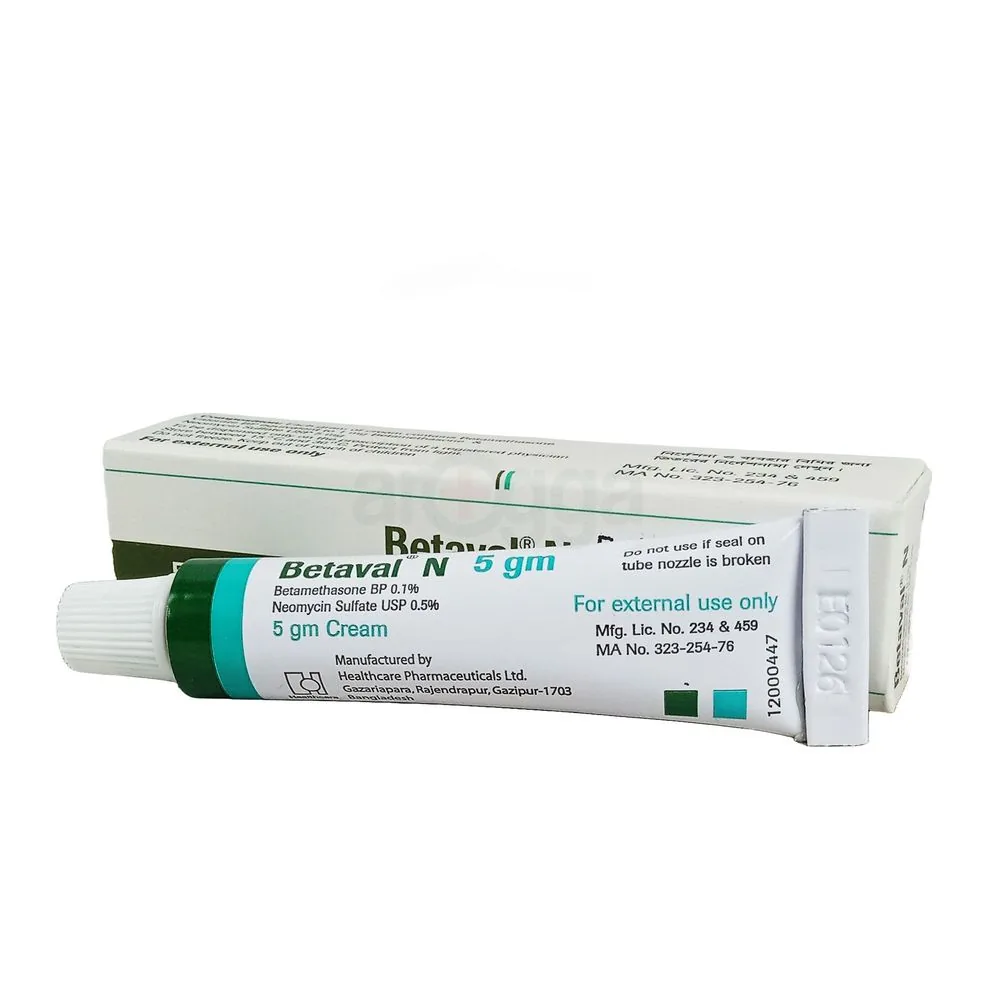 For external use only
Mfg. Lic. No. 234 & 459
MA No. 323-254-76
arogga
Betaval® N
Betaval® N 5 gm
Betamethasone BP 0.1%
Neomycin Sulfate USP 0.5%
5 gm Cream
Manufactured by
Healthcare Pharmaceuticals Ltd.
Gazariapara, Rajendrapur, Gazipur-1703
Bangladesh
Healthcare
Do not use if seal on
tube nozzle is broken
For external use only
Mfg. Lic. No. 234 & 459
MA No. 323-254-76
12000447
E0126